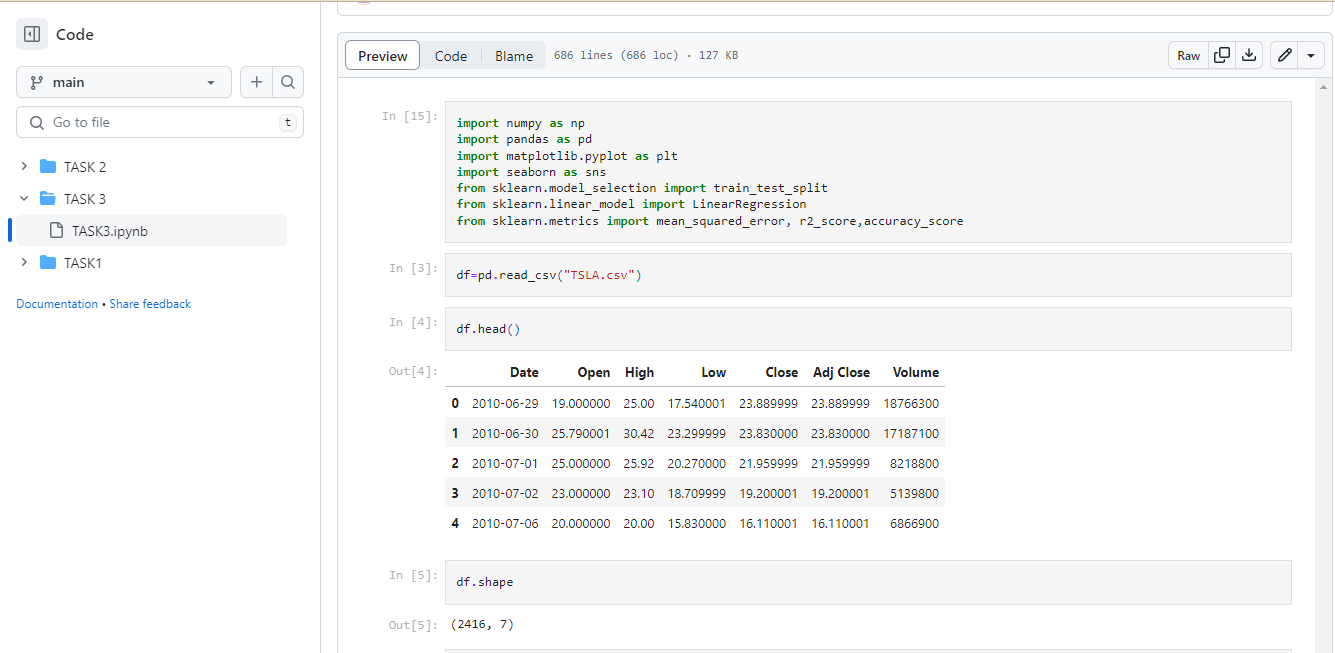 Code
main
Go to file
t
TASK 2
TASK 3
TASK3.ipynb
TASK1
Documentation • Share feedback
Preview Code Blame 686 lines (686 loc) · 127 KB Raw
In [15]:
import numpy as np
import pandas as pd
import matplotlib.pyplot as plt
import seaborn as sns
from sklearn.model_selection import train_test_split
from sklearn.linear_model import LinearRegression
from sklearn.metrics import mean_squared_error, r2_score,accuracy_score
In [3]:
df=pd.read_csv("TSLA.csv")
In [4]:
df.head()
Out[4]:
Date Open High Low Close Adj Close Volume
0 2010-06-29 19.000000 25.00 17.540001 23.889999 23.889999 18766300
1 2010-06-30 25.790001 30.42 23.299999 23.830000 23.830000 17187100
2 2010-07-01 25.000000 25.92 20.270000 21.959999 21.959999 8218800
3 2010-07-02 23.000000 23.10 18.709999 19.200001 19.200001 5139800
4 2010-07-06 20.000000 20.00 15.830000 16.110001 16.110001 6866900
In [5]:
df.shape
Out[5]:
(2416, 7)